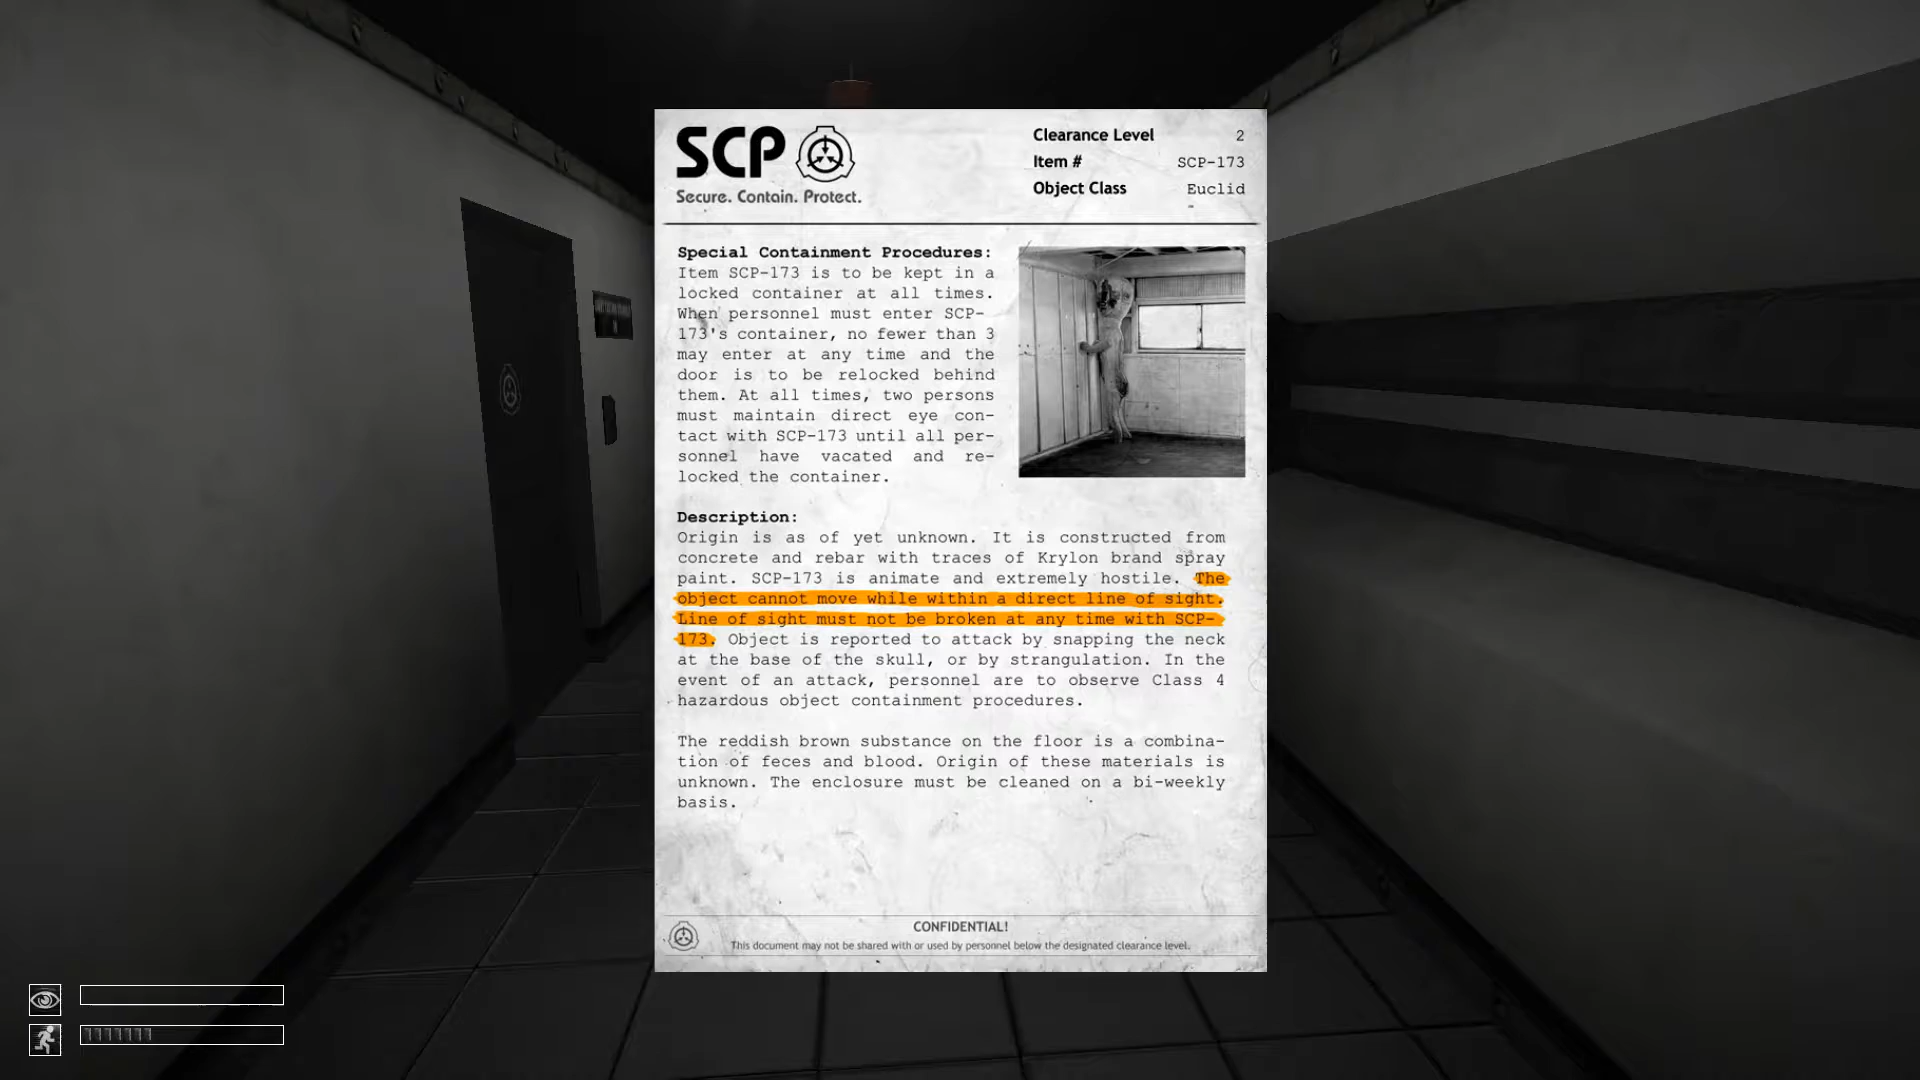 SCP
Secure. Contain. Protect.
Clearance Level 2
Item # SCP-173
Object Class Euclid
Special Containment Procedures:
Item SCP-173 is to be kept in a
locked container at all times.
When personnel must enter SCP-
173's container, no fewer than 3
may enter at any time and the
door is to be relocked behind
them. At all times, two persons
must maintain direct eye con-
tact with SCP-173 until all per-
sonnel have vacated and re-
locked the container.
Description:
Origin is as of yet unknown. It is constructed from
concrete and rebar with traces of Krylon brand spray
paint. SCP-173 is animate and extremely hostile. The
object cannot move while within a direct line of sight.
Line of sight must not be broken at any time with SCP-
173. Object is reported to attack by snapping the neck
at the base of the skull, or by strangulation. In the
event of an attack, personnel are to observe Class 4
hazardous object containment procedures.
The reddish brown substance on the floor is a combina-
tion of feces and blood. Origin of these materials is
unknown. The enclosure must be cleaned on a bi-weekly
basis.
CONFIDENTIAL!
This document may not be shared with or used by personnel below the designated clearance level.